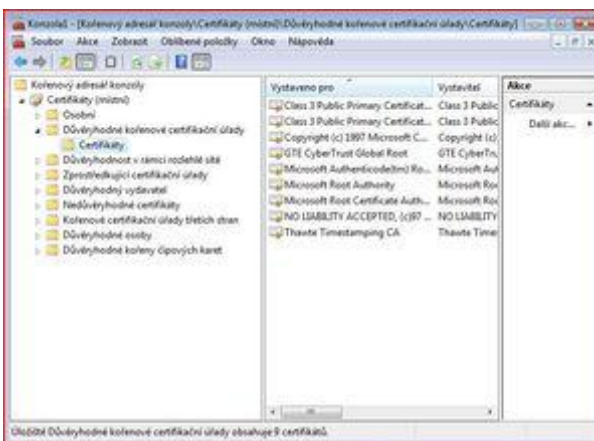 Konzola1 - [Kořenový adresář konzoly\Certifikáty (místní)\Důvěryhodné kořenové certifikační úřady\Certifikáty]
Soubor Akce Zobrazit Oblíbené položky Okno Nápověda
Kořenový adresář konzoly
Certifikáty (místní)
Osobní
Důvěryhodné kořenové certifikační úřady
Certifikáty
Důvěryhodnost v rámci rozlehlé sítě
Zprostředkující certifikační úřady
Důvěryhodný vydavatel
Nedůvěryhodné certifikáty
Kořenové certifikační úřady třetích stran
Důvěryhodné osoby
Důvěryhodné kořeny čipových karet
Vystaveno pro Vystavitel
Class 3 Public Primary Certificat... Class 3 Public
Class 3 Public Primary Certificat... Class 3 Public
Copyright (c) 1997 Microsoft C... Copyright (c)
GTE CyberTrust Global Root GTE CyberTru
Microsoft Authenticode(tm) Ro... Microsoft Aut
Microsoft Root Authority Microsoft Roo
Microsoft Root Certificate Auth... Microsoft Roo
NO LIABILITY ACCEPTED, (c)97 ... NO LIABILITY
Thawte Timestamping CA Thawte Time
Akce
Certifikáty
Další akc...
Úložiště Důvěryhodné kořenové certifikační úřady obsahuje 9 certifikátů.